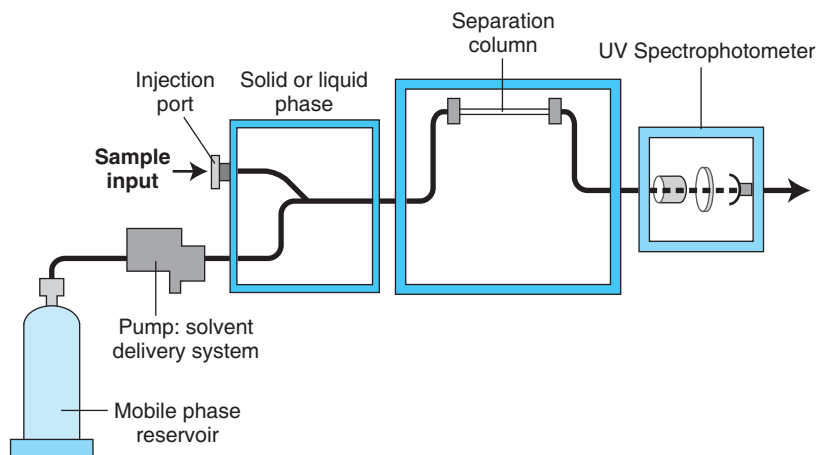 Separation
column
UV Spectrophotometer
Injection
port
Solid or liquid
phase
Sample
input
Pump: solvent
delivery system
Mobile phase
reservoir